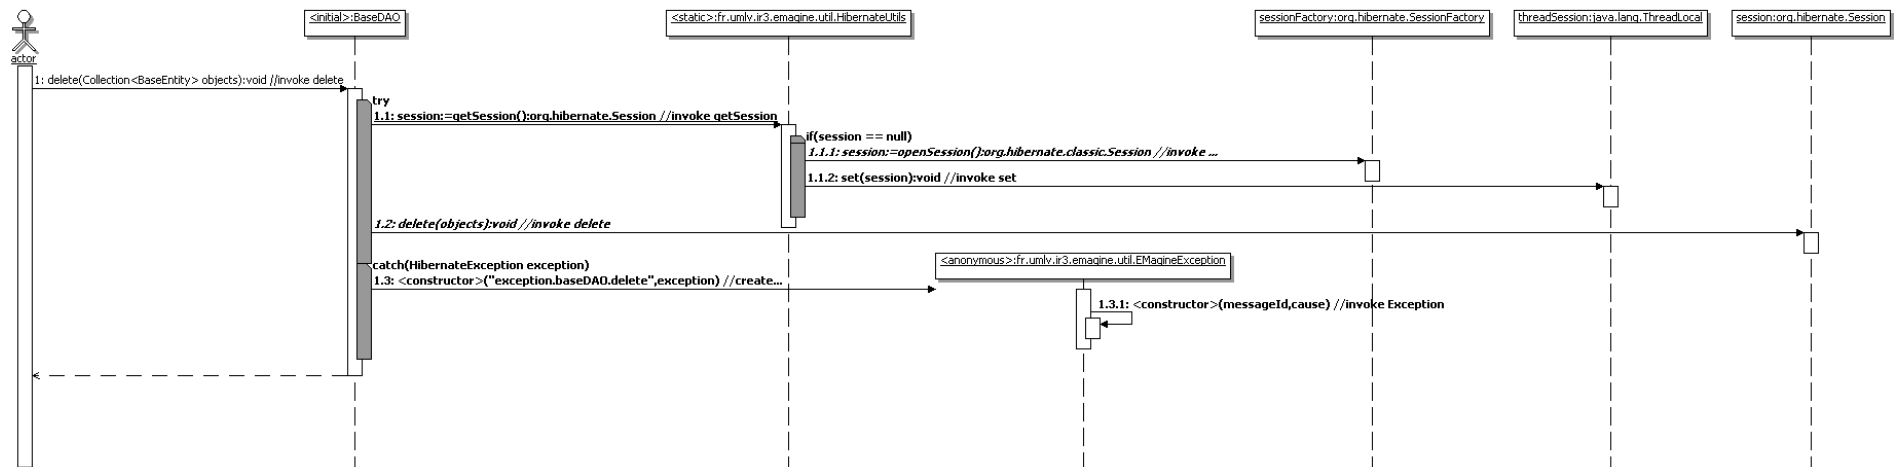 <initial>:BaseDAO
<static>:fr.umlv.ir3.emagine.util.HibernateUtils
sessionFactory:org.hibernate.SessionFactory
threadSession:java.lang.ThreadLocal
session:org.hibernate.Session
actor
1: delete(Collection<BaseEntity> objects):void //invoke delete
try
1.1: session:=getSession():org.hibernate.Session //invoke getSession
if(session == null)
1.1.1: session:=openSession():org.hibernate.classic.Session //invoke ...
1.1.2: set(session):void //invoke set
1.2: delete(objects):void //invoke delete
catch(HibernateException exception)
<anonymous>:fr.umlv.ir3.emagine.util.EMagineException
1.3: <constructor>("exception.baseDAO.delete",exception) //create...
1.3.1: <constructor>(messageId,cause) //invoke Exception